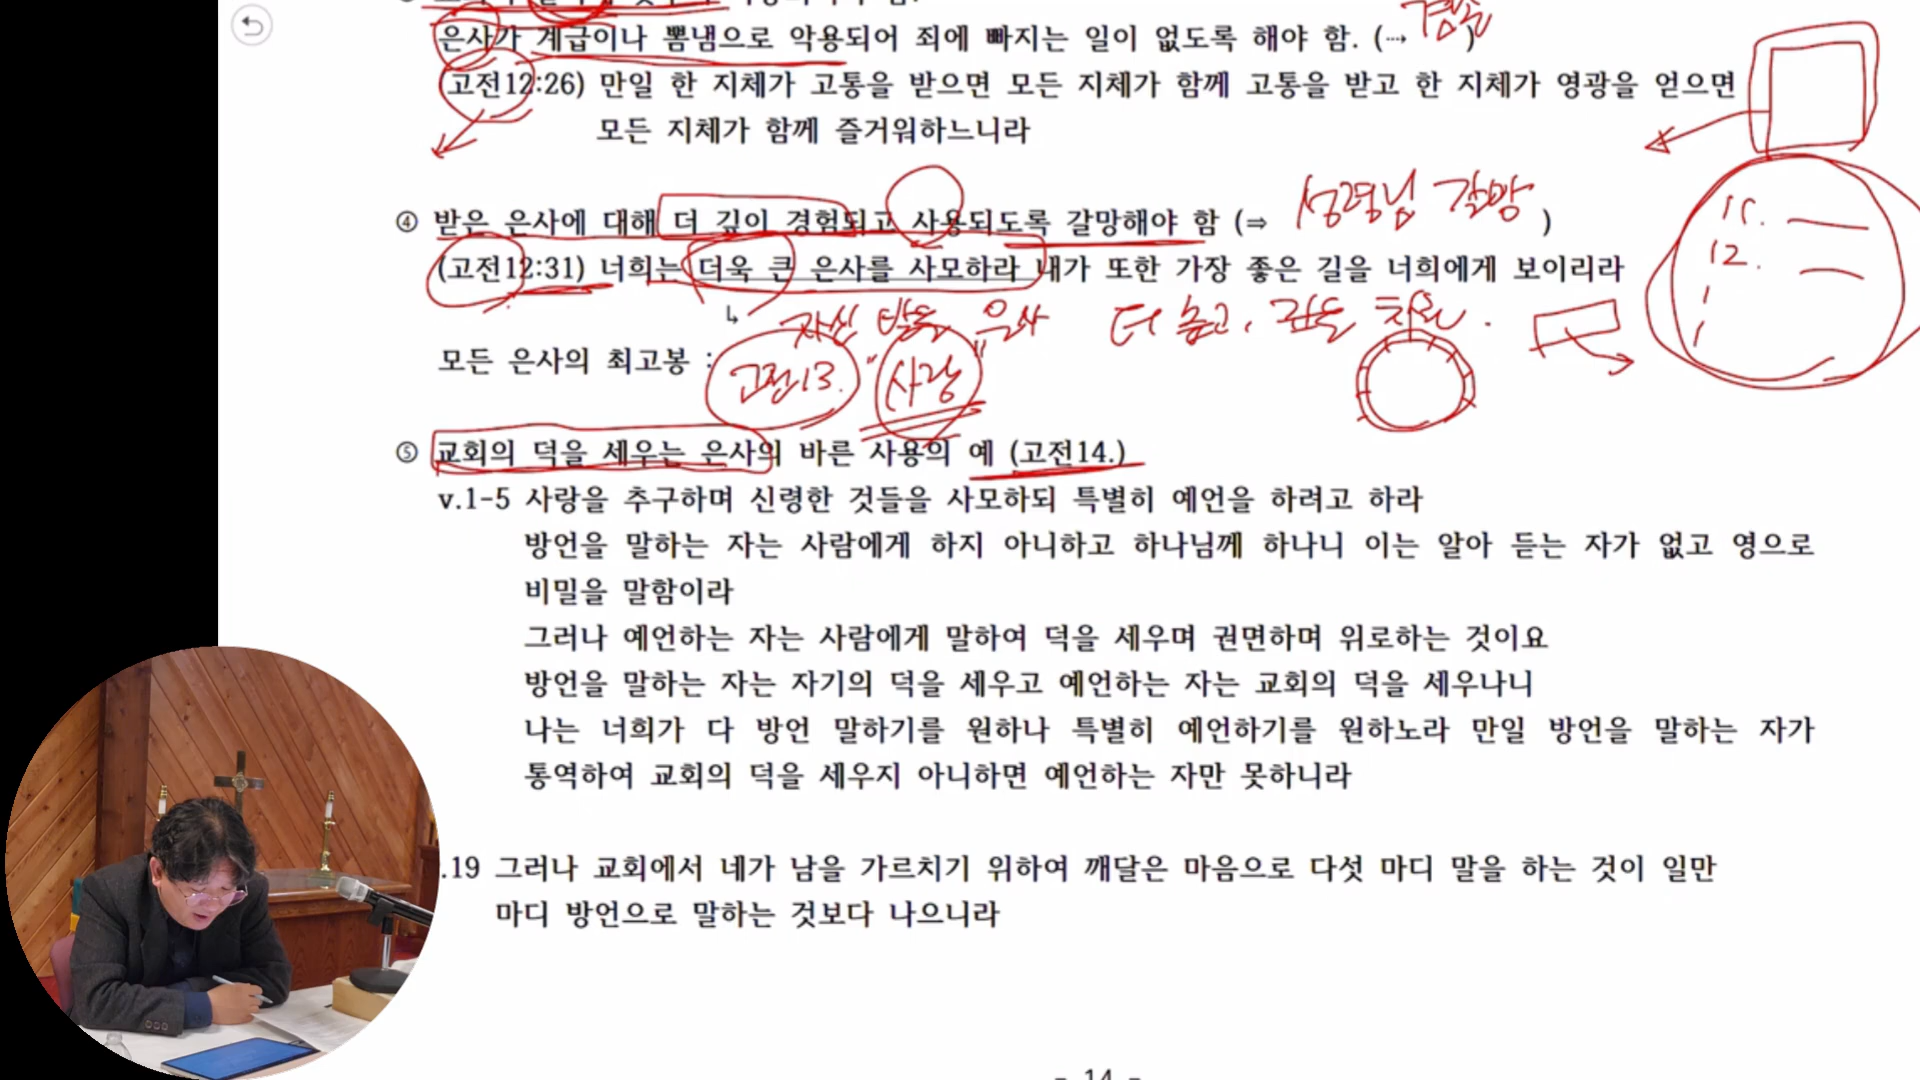 은사가 계급이나 뽐냄으로 악용되어 죄에 빠지는 일이 없도록 해야 함. (⇢ 겸손 )
(고전12:26) 만일 한 지체가 고통을 받으면 모든 지체가 함께 고통을 받고 한 지체가 영광을 얻으면
모든 지체가 함께 즐거워하느니라
④ 받은 은사에 대해 더 깊이 경험되고 사용되도록 갈망해야 함 (⇒ 성령님 갈망 )
(고전12:31) 너희는 더욱 큰 은사를 사모하라 내가 또한 가장 좋은 길을 너희에게 보이리라
↳ 자신 받은 은사 더 높고, 깊은 차원.
모든 은사의 최고봉 : 고전13. "사랑"
11.
12.
⑤ 교회의 덕을 세우는 은사의 바른 사용의 예 (고전14.)
v.1-5 사랑을 추구하며 신령한 것들을 사모하되 특별히 예언을 하려고 하라
방언을 말하는 자는 사람에게 하지 아니하고 하나님께 하나니 이는 알아 듣는 자가 없고 영으로
비밀을 말함이라
그러나 예언하는 자는 사람에게 말하여 덕을 세우며 권면하며 위로하는 것이요
방언을 말하는 자는 자기의 덕을 세우고 예언하는 자는 교회의 덕을 세우나니
나는 너희가 다 방언 말하기를 원하나 특별히 예언하기를 원하노라 만일 방언을 말하는 자가
통역하여 교회의 덕을 세우지 아니하면 예언하는 자만 못하니라
.19 그러나 교회에서 네가 남을 가르치기 위하여 깨달은 마음으로 다섯 마디 말을 하는 것이 일만
마디 방언으로 말하는 것보다 나으니라
- 14 -